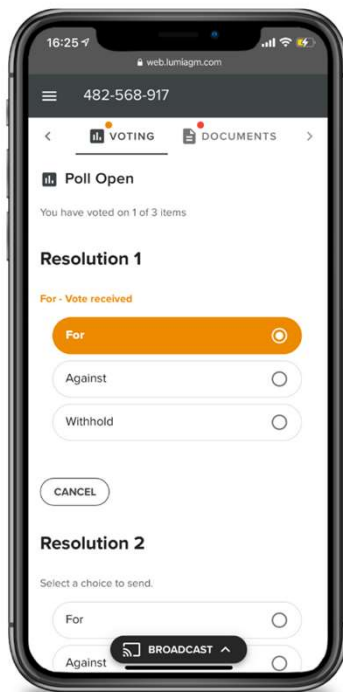 16:25
web.lumiagm.com
482-568-917
VOTING
DOCUMENTS
Poll Open
You have voted on 1 of 3 items
Resolution 1
For - Vote received
For
Against
Withhold
CANCEL
Resolution 2
Select a choice to send.
For
BROADCAST
Against